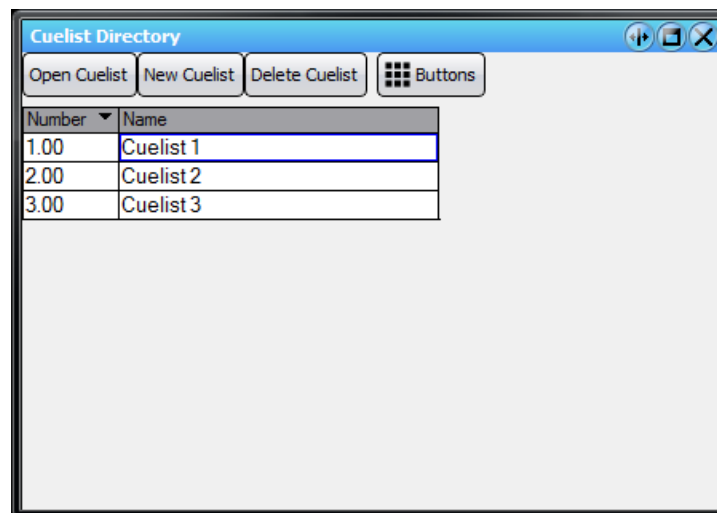 Cuelist Directory
Open Cuelist New Cuelist Delete Cuelist Buttons
Number Name
1.00 Cuelist 1
2.00 Cuelist 2
3.00 Cuelist 3